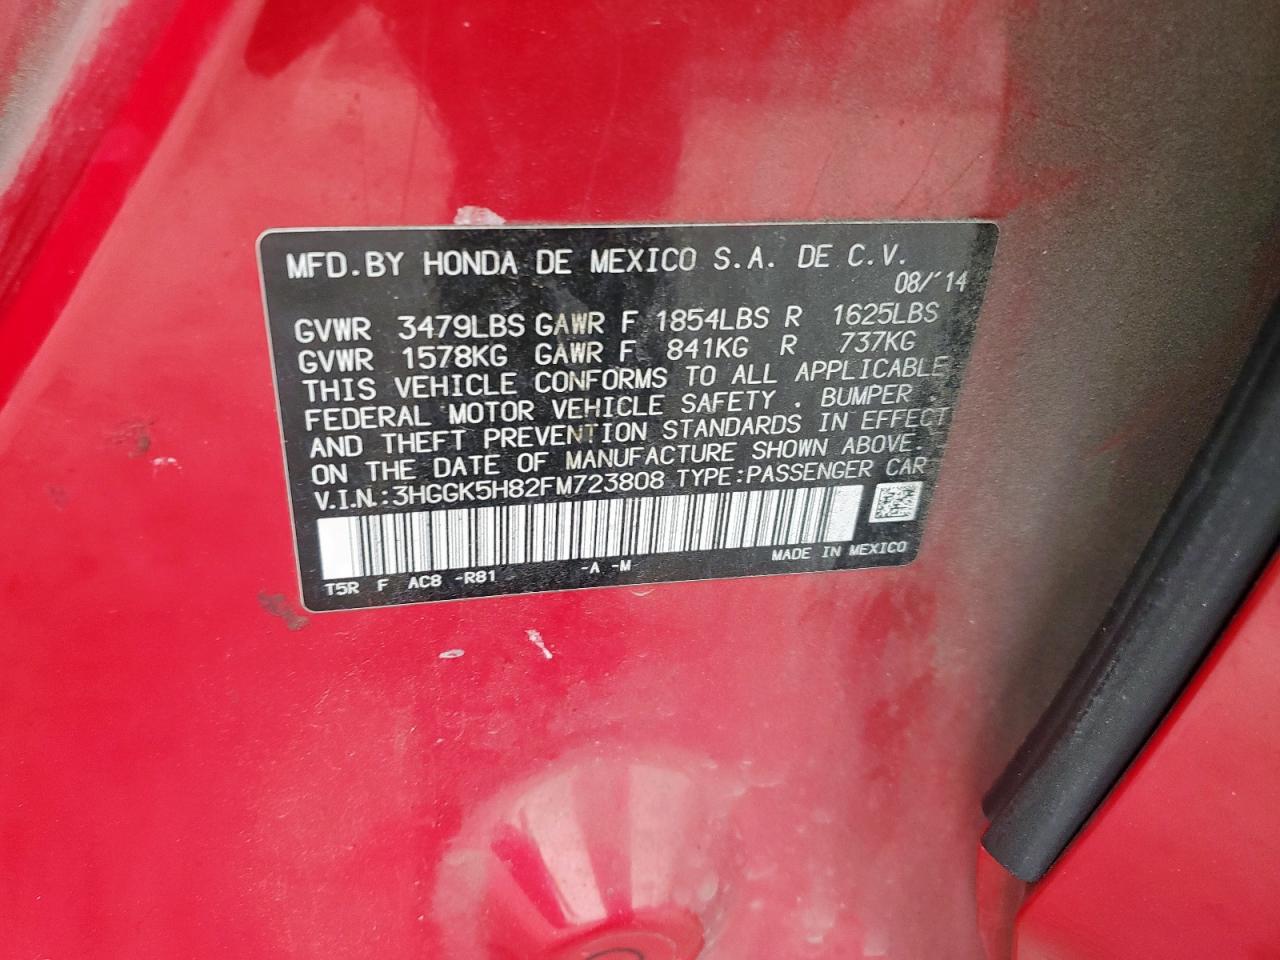 MFD.BY HONDA DE MEXICO S.A. DE C.V.
08/'14
GVWR 3479LBS GAWR F 1854LBS R 1625LBS
GVWR 1578KG GAWR F 841KG R 737KG
THIS VEHICLE CONFORMS TO ALL APPLICABLE
FEDERAL MOTOR VEHICLE SAFETY , BUMPER
AND THEFT PREVENTION STANDARDS IN EFFECT
ON THE DATE OF MANUFACTURE SHOWN ABOVE.
V.I.N.:3HGGK5H82FM723808 TYPE:PASSENGER CAR
MADE IN MEXICO
T5R F AC8 -R81 -A -M